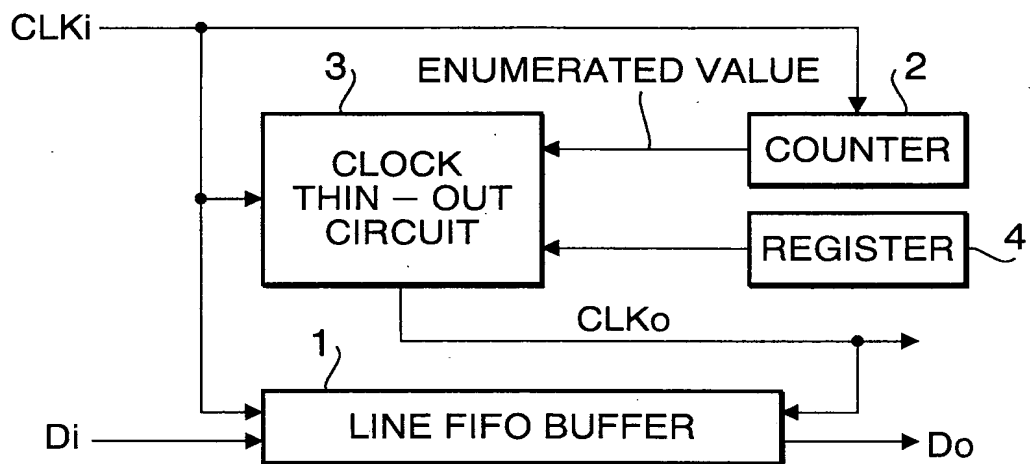 CLKi
3
ENUMERATED VALUE
2
CLOCK
THIN – OUT
CIRCUIT
COUNTER
REGISTER
4
CLKo
1
LINE FIFO BUFFER
Di
Do